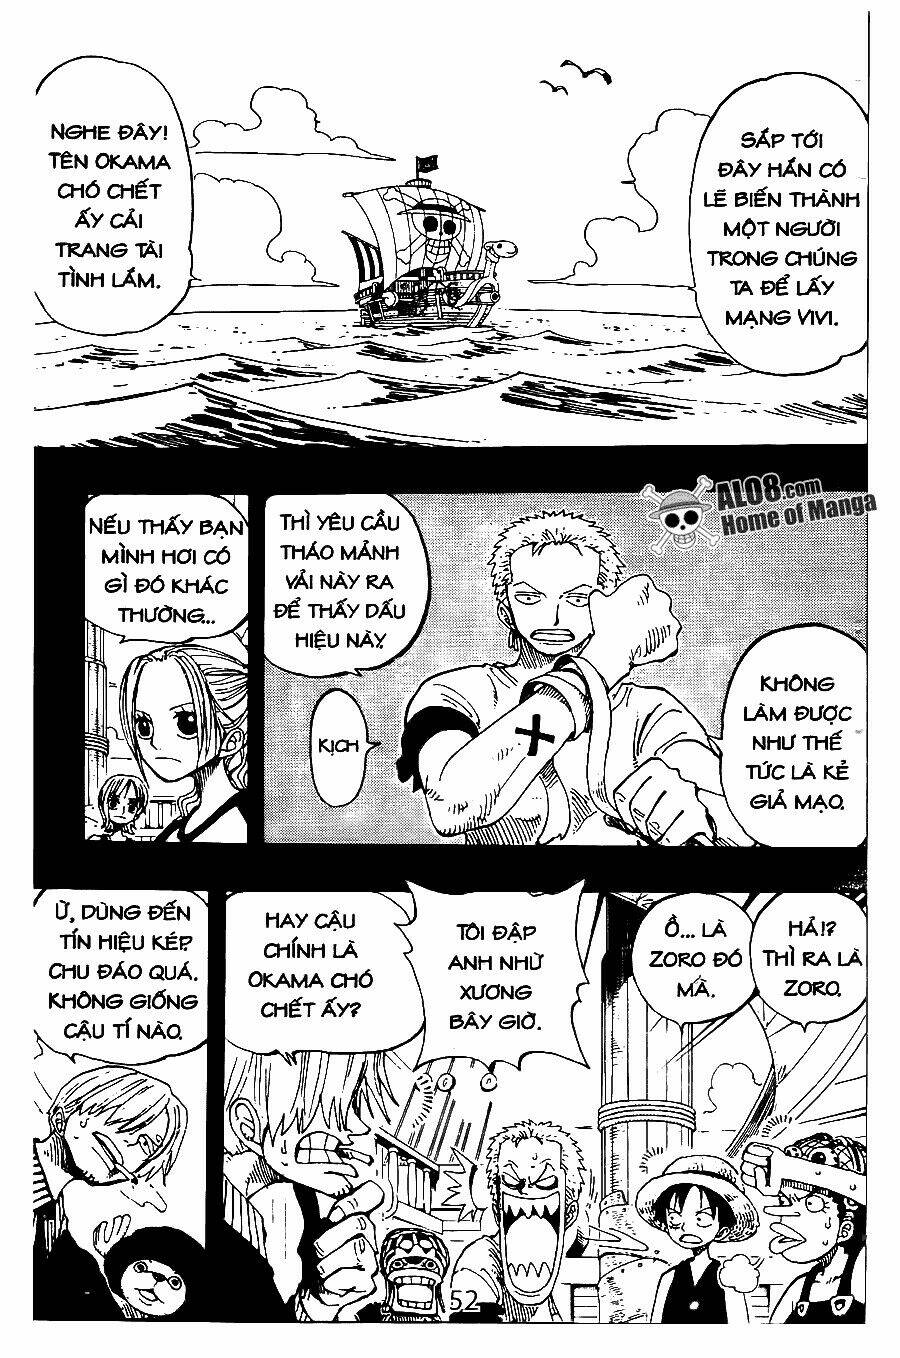 NGHE ĐÂY!
TÊN OKAMA
CHÓ CHẾT
ẤY CẢI
TRANG TÀI
TÌNH LẮM.
SẮP TỚI
ĐÂY HẮN CÓ
LẼ BIẾN THÀNH
MỘT NGƯỜI
TRONG CHÚNG
TA ĐỂ LẤY
MẠNG VIVI.
AL08.com
Home of Manga
NẾU THẤY BẠN
MÌNH HƠI CÓ
GÌ ĐÓ KHÁC
THƯỜNG...
THÌ YÊU CẦU
THÁO MẢNH
VẢI NÀY RA
ĐỂ THẤY DẤU
HIỆU NÀY.
KỊCH
KHÔNG
LÀM ĐƯỢC
NHƯ THẾ
TỨC LÀ KẺ
GIẢ MẠO.
Ừ, DÙNG ĐẾN
TÍN HIỆU KÉP.
CHU ĐÁO QUÁ.
KHÔNG GIỐNG
CẬU TÍ NÀO.
HAY CẬU
CHÍNH LÀ
OKAMA CHÓ
CHẾT ẤY?
TÔI ĐẬP
ANH NHỪ
XƯƠNG
BÂY GIỜ.
Ồ... LÀ
ZORO ĐÓ
MÀ.
HẢ!?
THÌ RA LÀ
ZORO.
52